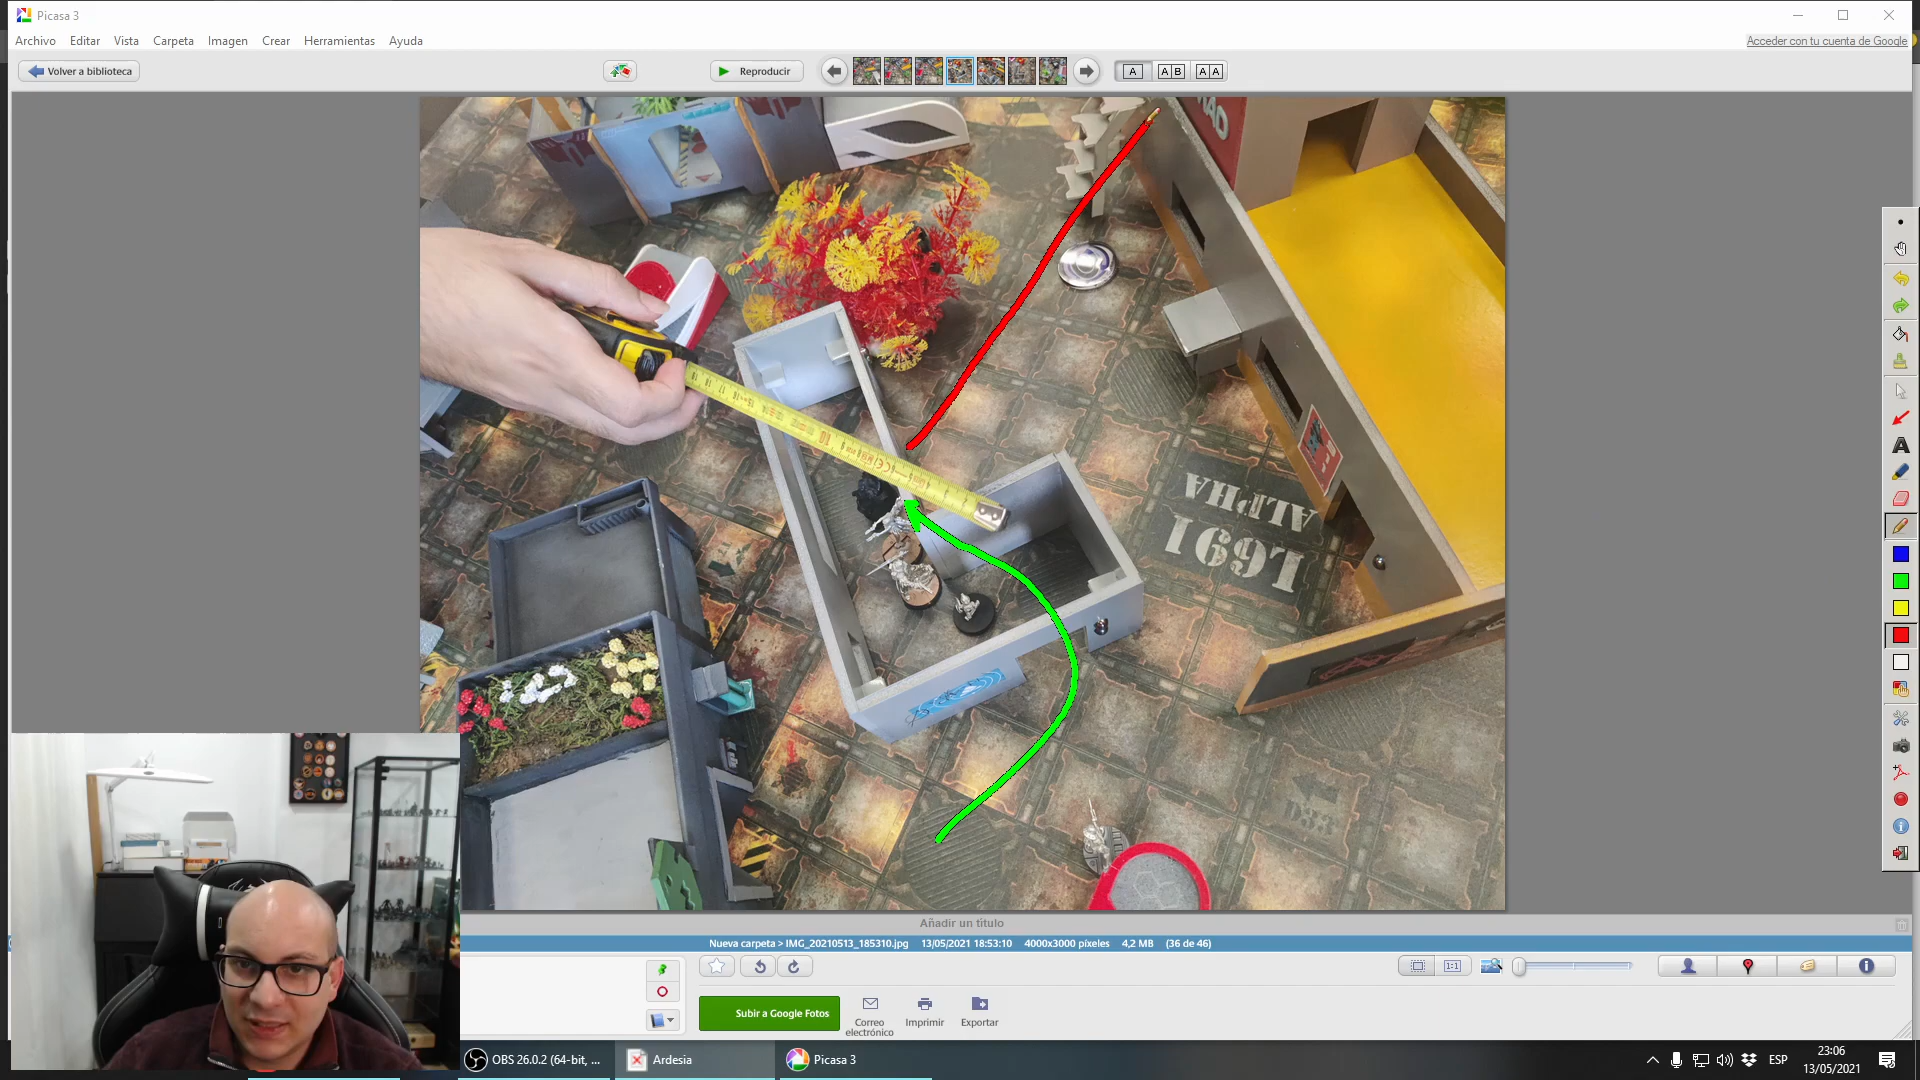 Picasa 3
Archivo Editar Vista Carpeta Imagen Crear Herramientas Ayuda
Acceder con tu cuenta de Google
Volver a biblioteca
Reproducir
A
A B
A A
ALPHA
L691
Añadir un título
Nueva carpeta > IMG_20210513_185310.jpg 13/05/2021 18:53:10 4000x3000 píxeles 4,2 MB (36 de 46)
1:1
Subir a Google Fotos
Correo electrónico
Imprimir
Exportar
OBS 26.0.2 (64-bit, ...
Ardesia
Picasa 3
ESP
23:06
13/05/2021